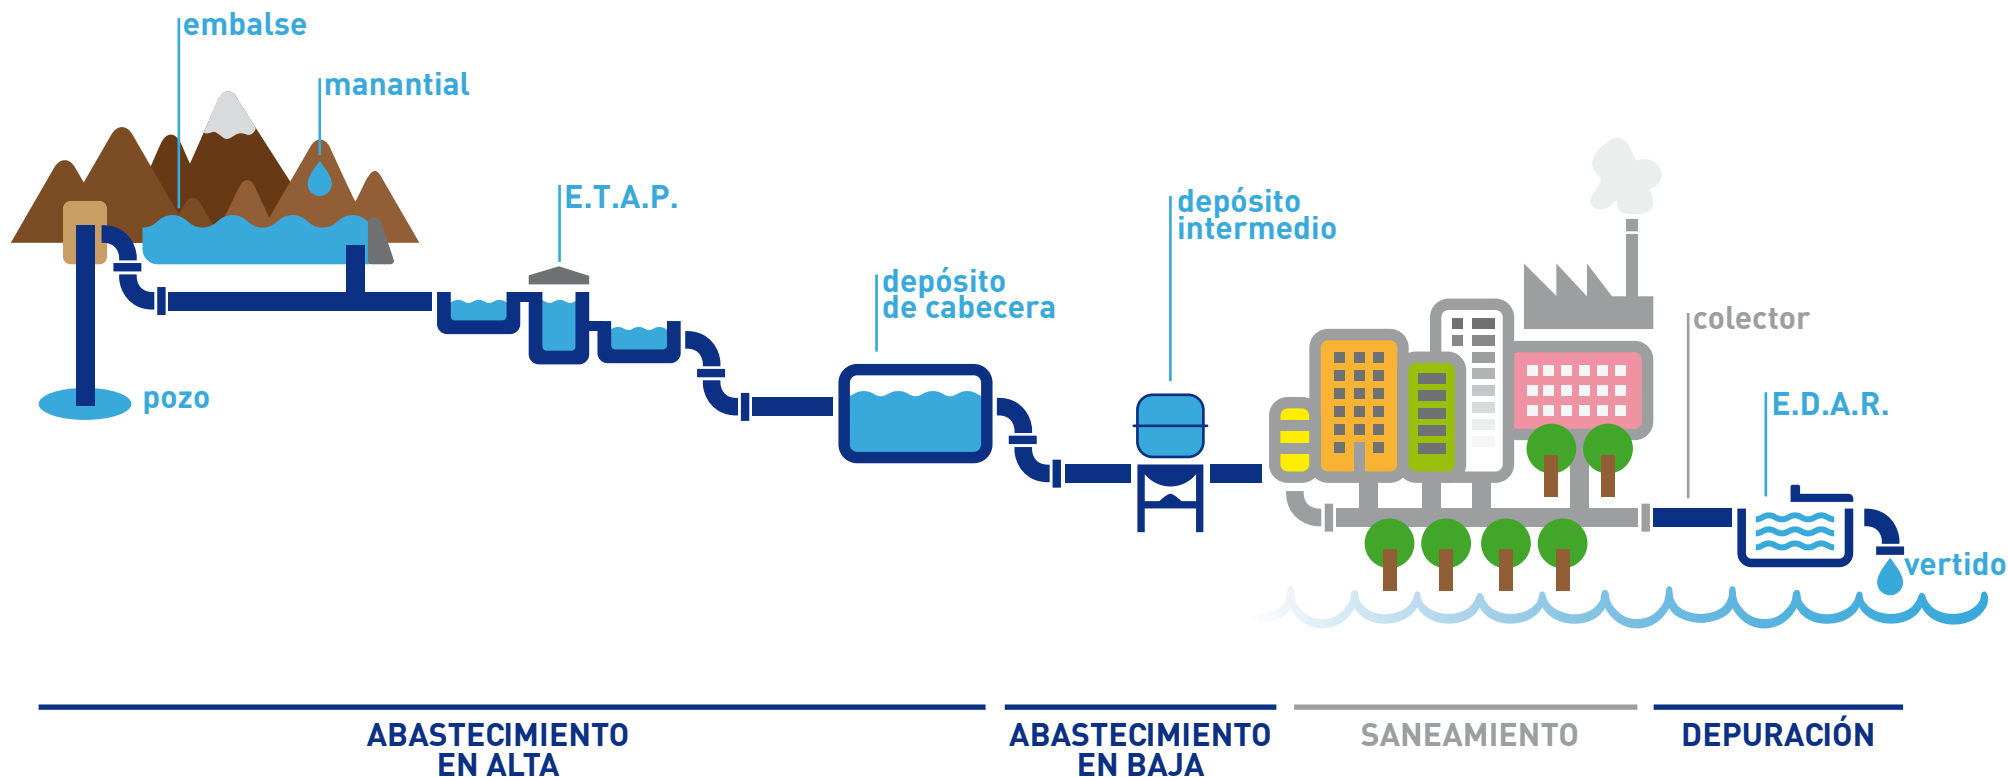 embalse
manantial
E.T.A.P.
depósito
intermedio
depósito
de cabecera
colector
pozo
E.D.A.R.
vertido
ABASTECIMIENTO
EN ALTA
ABASTECIMIENTO
EN BAJA
SANEAMIENTO
DEPURACIÓN